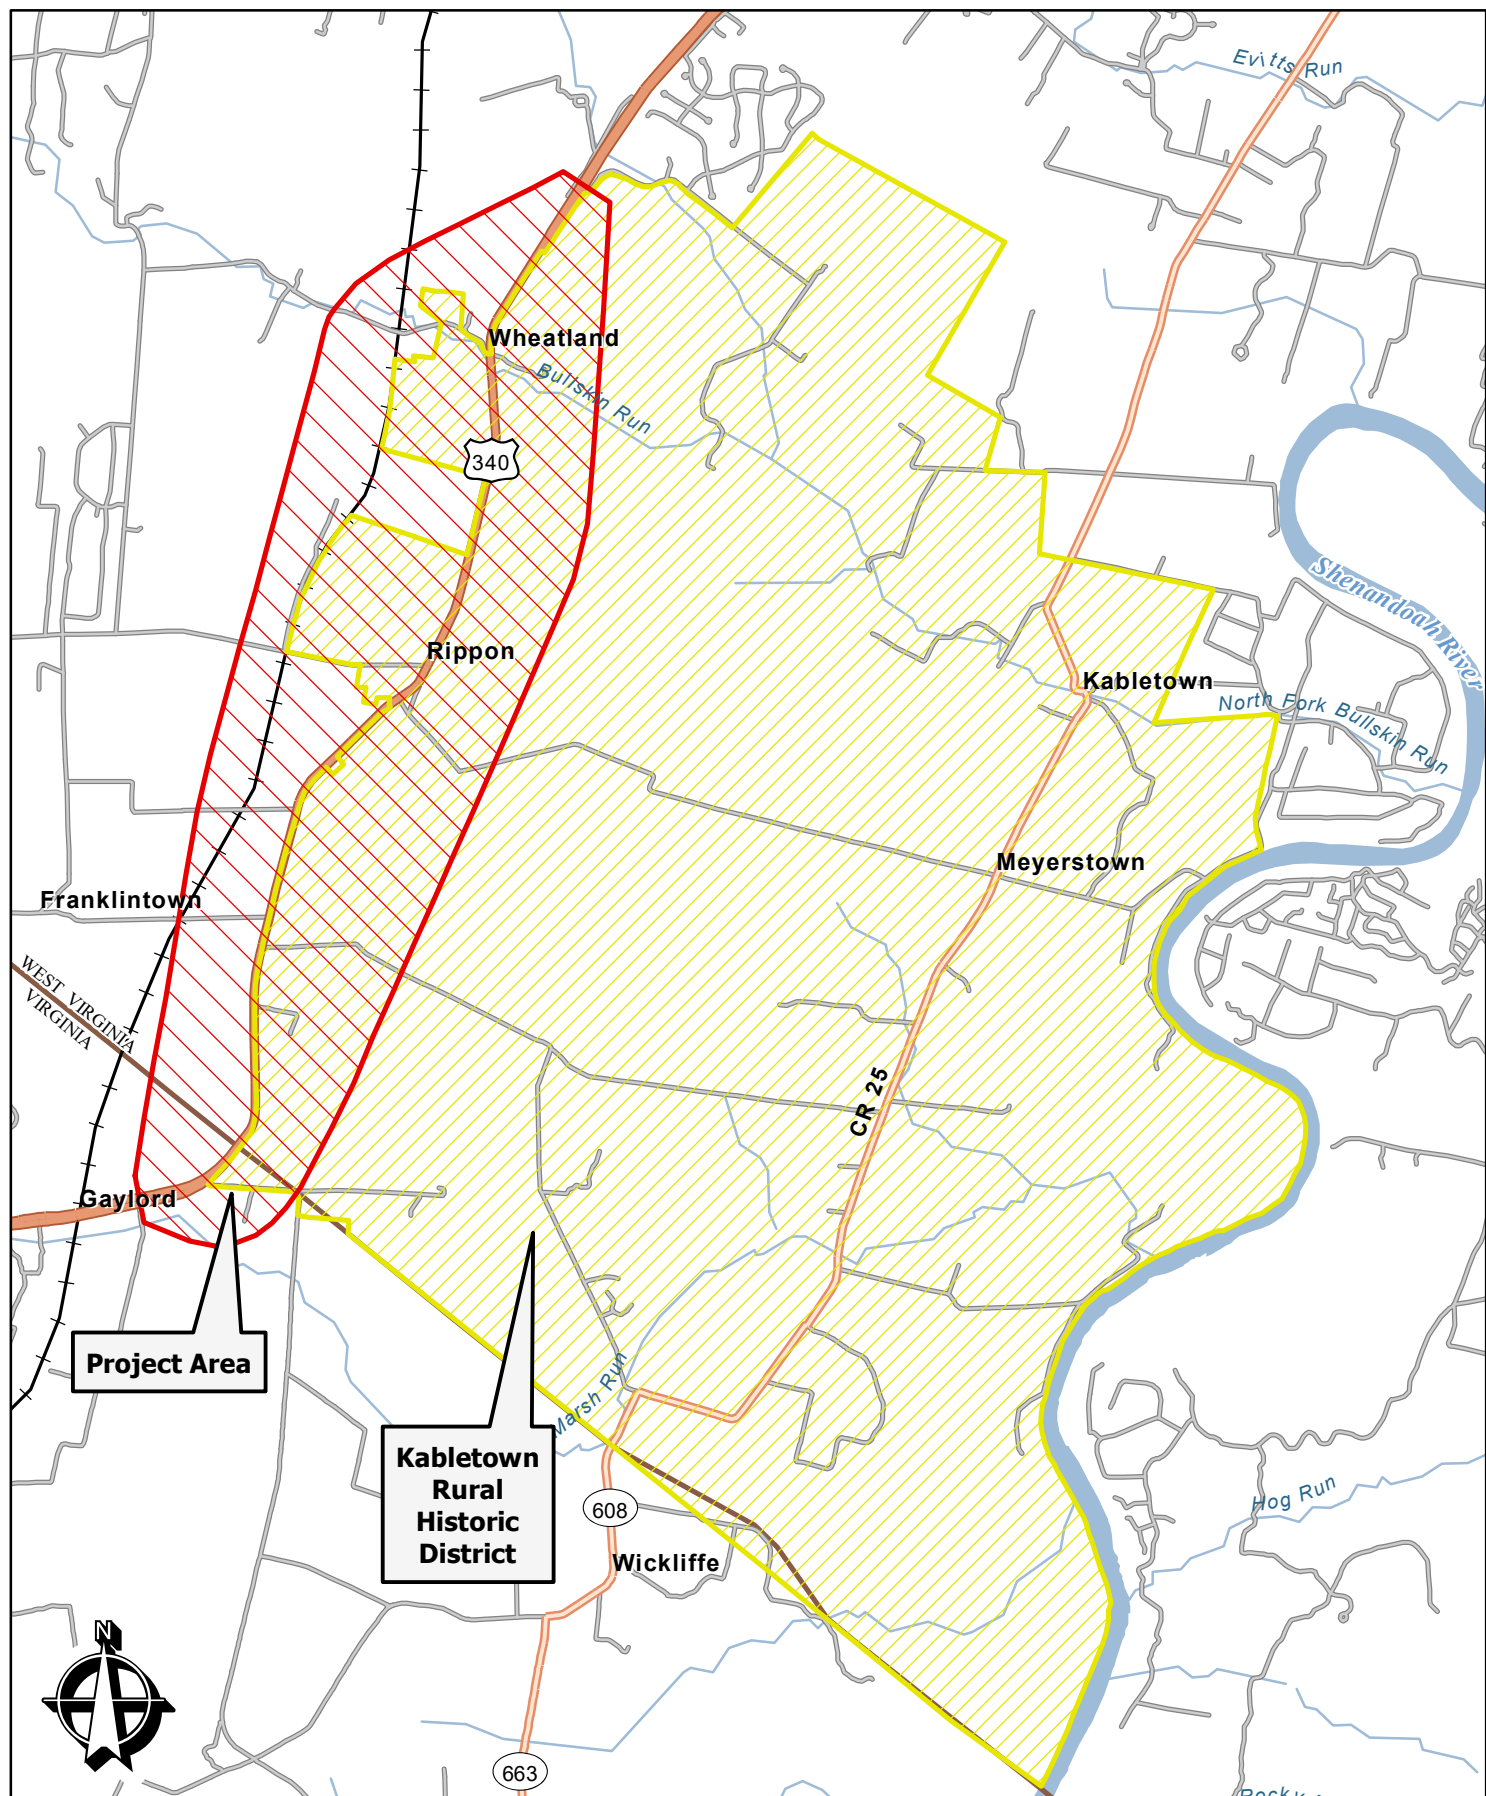 Evitts Run
Wheatland
Bullskin Run
340
Shenandoah River
Rippon
Kabletown
North Fork Bullskin Run
Meyerstown
Franklintown
WEST VIRGINIA
VIRGINIA
CR 25
Gaylord
Project Area
Marsh Run
Kabletown
Rural
Historic
District
Hog Run
608
Wickliffe
N
663